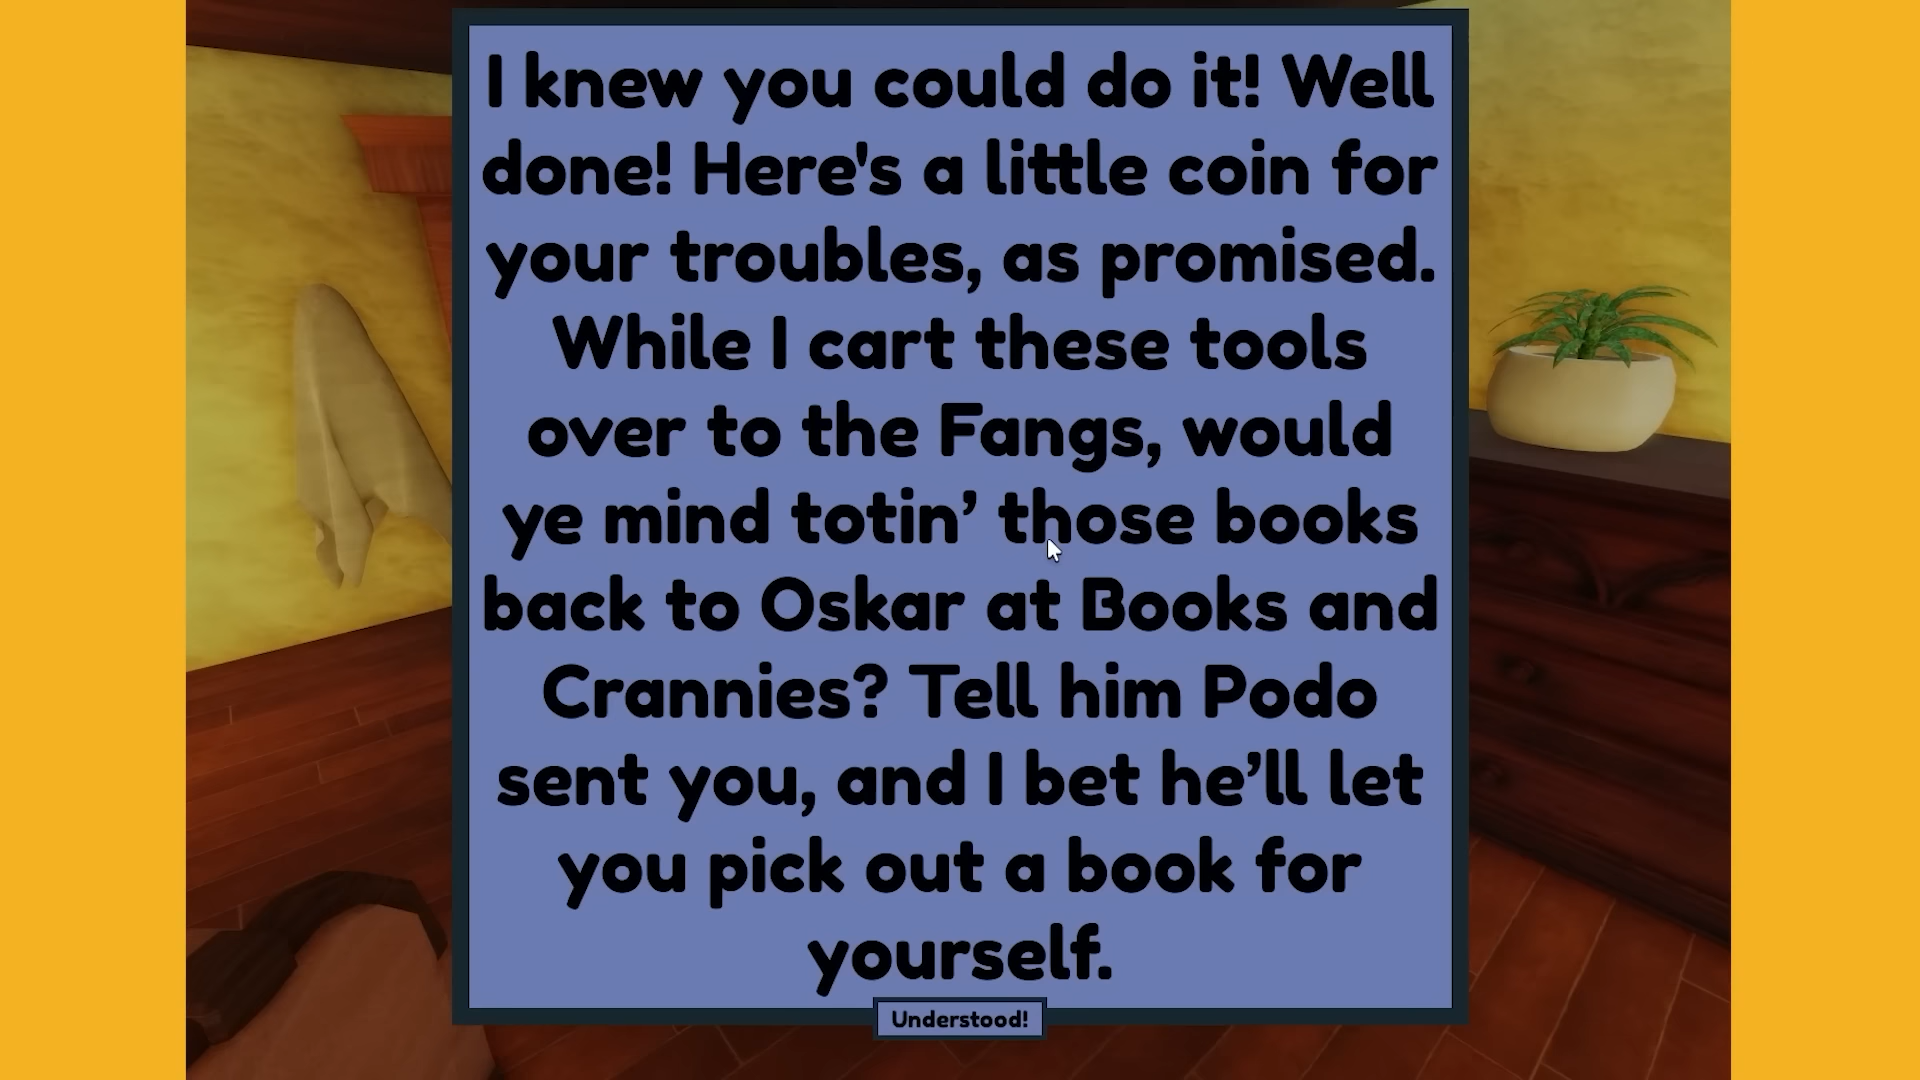 I knew you could do it! Well
done! Here's a little coin for
your troubles, as promised.
While I cart these tools
over to the Fangs, would
ye mind totin’ those books
back to Oskar at Books and
Crannies? Tell him Podo
sent you, and I bet he’ll let
you pick out a book for
yourself.
Understood!